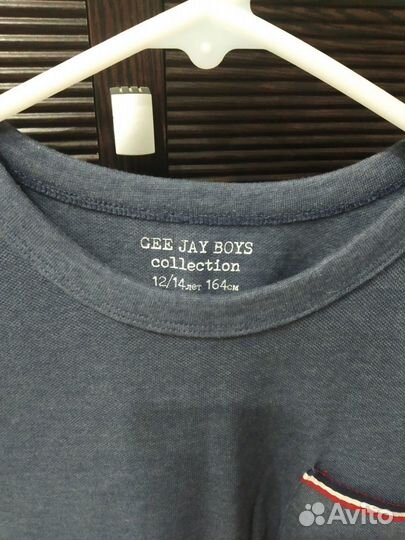 GEE JAY BOYS
collection
12/14лет 164см
Avito